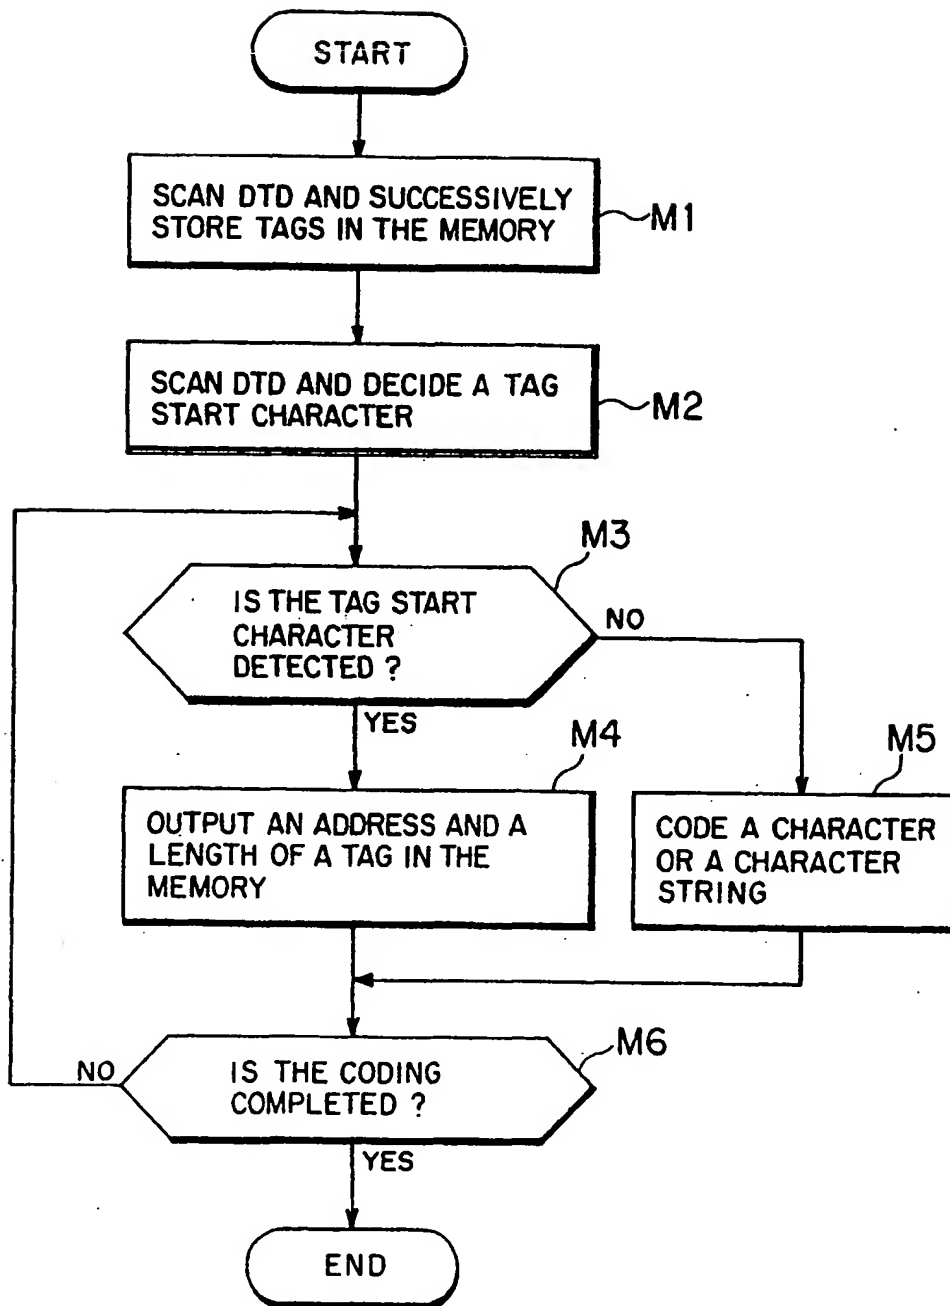 START
SCAN DTD AND SUCCESSIVELY
STORE TAGS IN THE MEMORY
M1
SCAN DTD AND DECIDE A TAG
START CHARACTER
M2
M3
IS THE TAG START
CHARACTER
DETECTED ?
NO
YES
M4
M5
OUTPUT AN ADDRESS AND A
LENGTH OF A TAG IN THE
MEMORY
CODE A CHARACTER
OR A CHARACTER
STRING
M6
NO
IS THE CODING
COMPLETED ?
YES
END